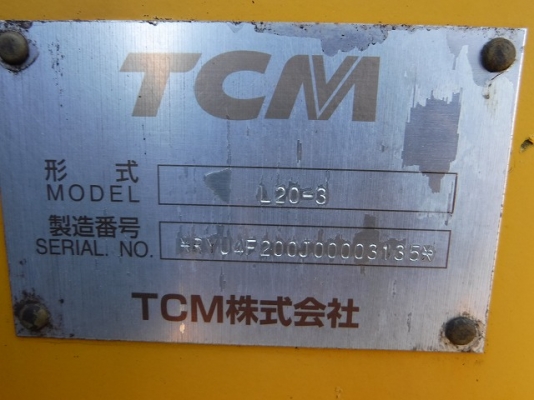 TCM
形式 L20-3
MODEL
製造番号 *RYU4F200J00003135*
SERIAL. NO.
TCM株式会社